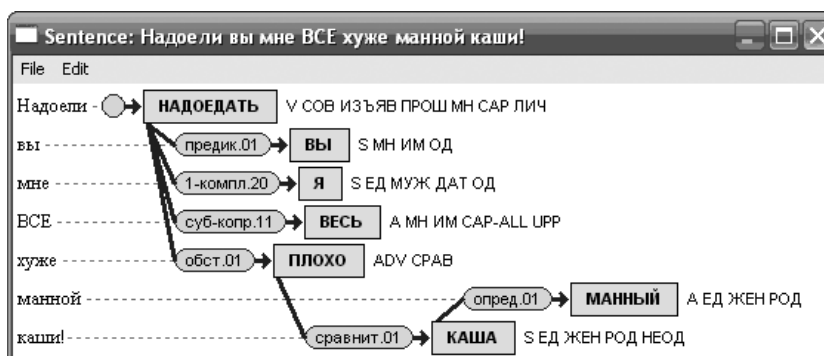 Sentence: Надоели вы мне ВСЕ хуже манной каши!
File Edit
Надоели НАДОЕДАТЬ V СОВ ИЗЪЯВ ПРОШ МН CAP ЛИЧ
вы предик.01 ВЫ S МН ИМ ОД
мне 1-компл.20 Я S ЕД МУЖ ДАТ ОД
ВСЕ суб-копр.11 ВЕСЬ A МН ИМ CAP-ALL UPP
хуже обст.01 ПЛОХО ADV СРАВ
манной опред.01 МАННЫЙ A ЕД ЖЕН РОД
каши! сравнит.01 КАША S ЕД ЖЕН РОД НЕОД